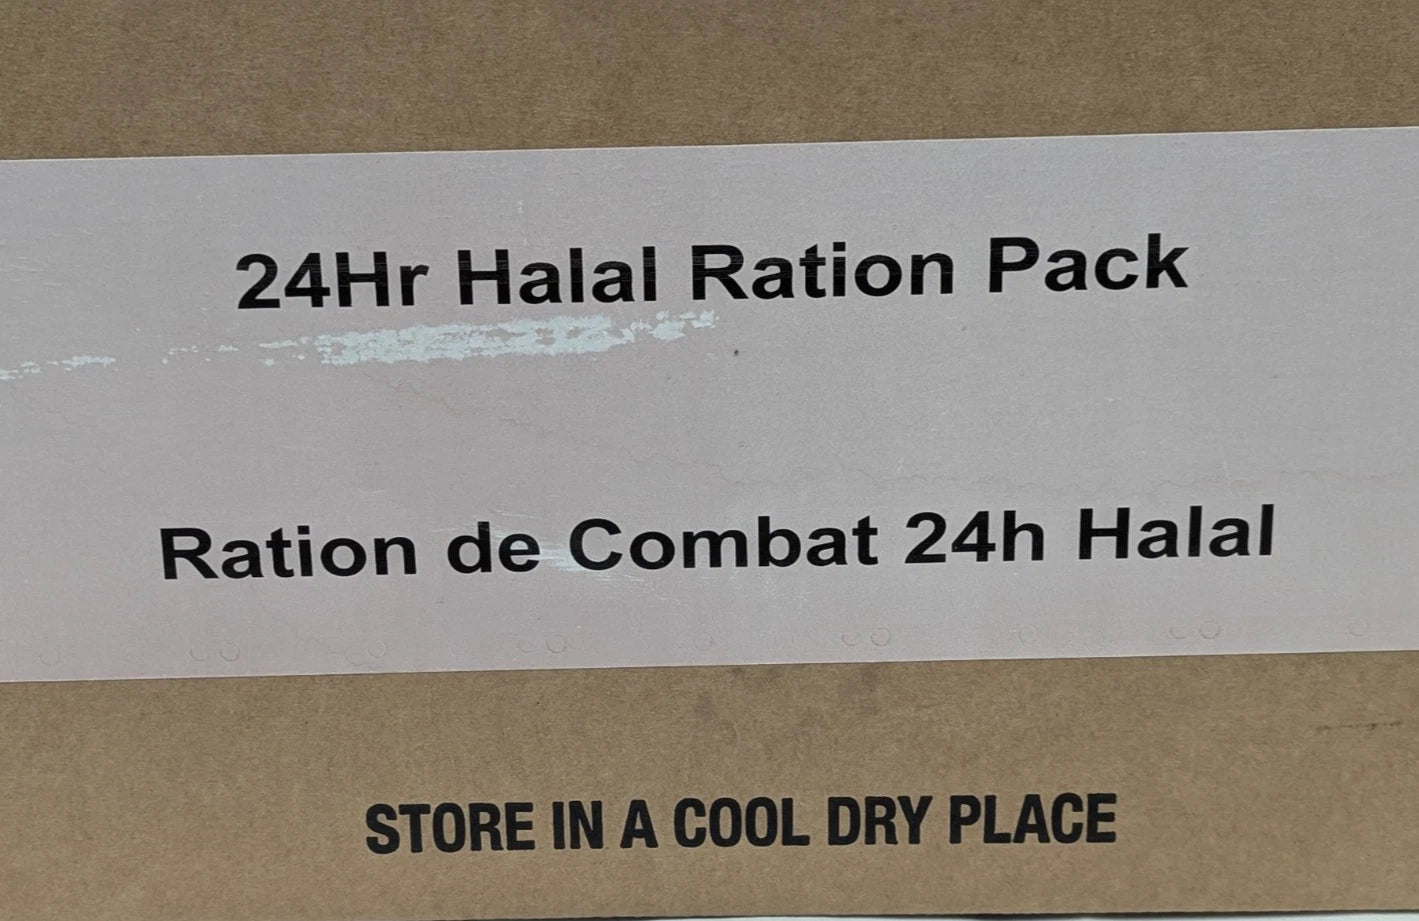 24Hr Halal Ration Pack
Ration de Combat 24h Halal
STORE IN A COOL DRY PLACE